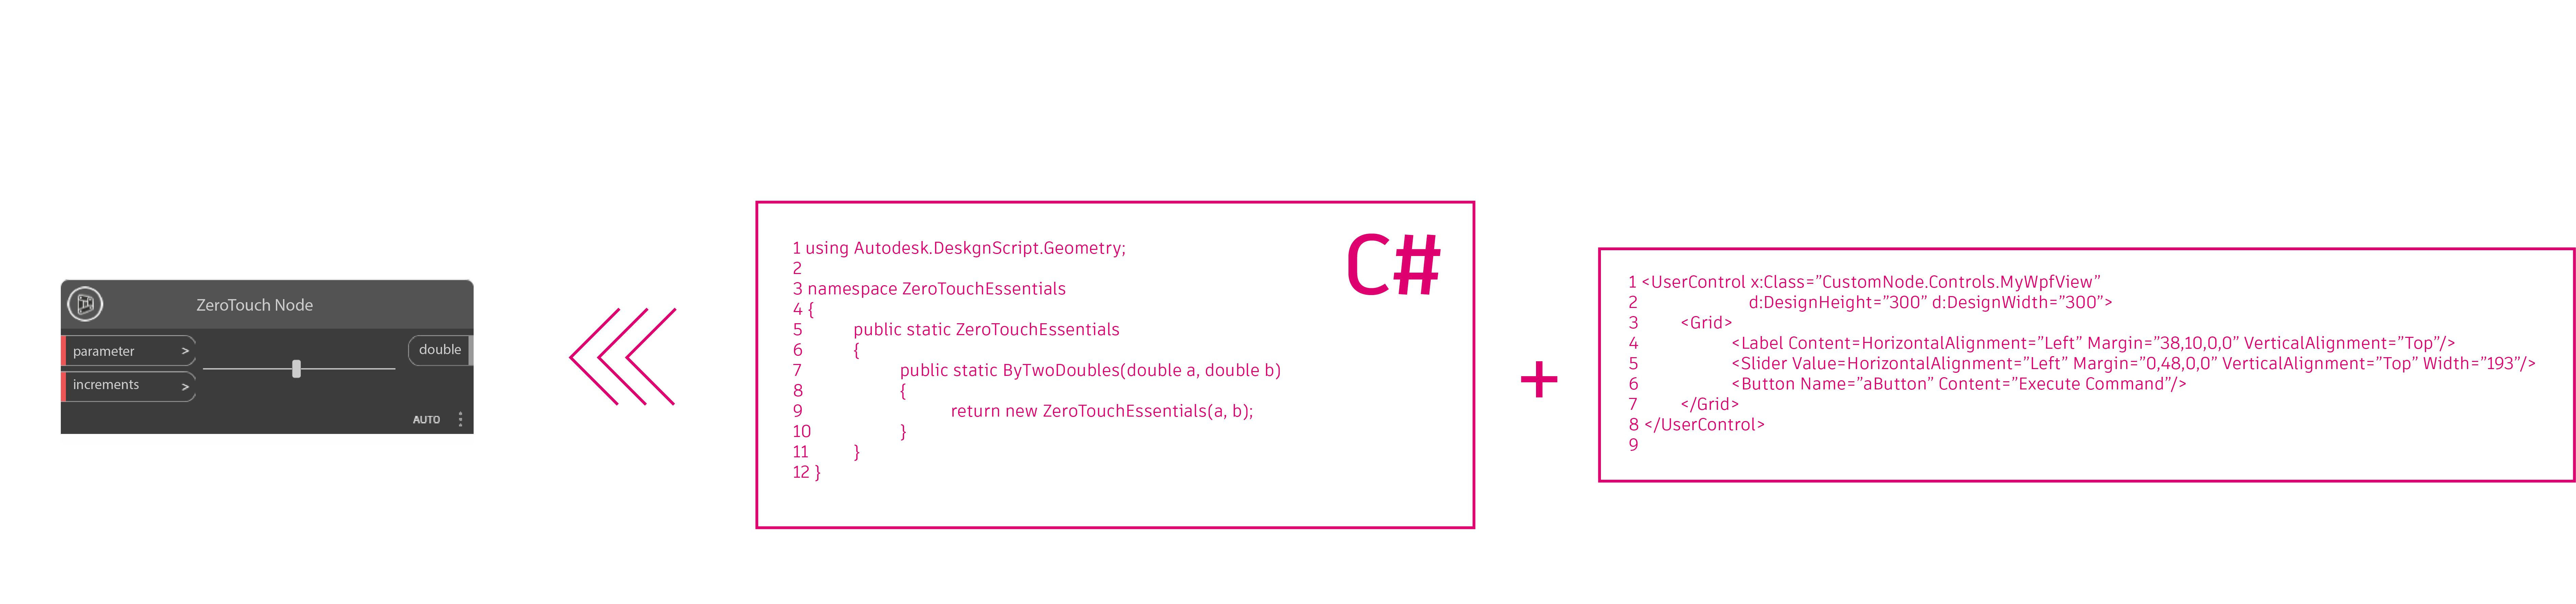 ZeroTouch Node
parameter >
increments >
double
AUTO
C#
1 using Autodesk.DeskgnScript.Geometry;
2
3 namespace ZeroTouchEssentials
4 {
5 public static ZeroTouchEssentials
6 {
7 public static ByTwoDoubles(double a, double b)
8 {
9 return new ZeroTouchEssentials(a, b);
10 }
11 }
12 }
+
1 <UserControl x:Class=”CustomNode.Controls.MyWpfView”
2 d:DesignHeight=”300” d:DesignWidth=”300”>
3 <Grid>
4 <Label Content=HorizontalAlignment=”Left” Margin=”38,10,0,0” VerticalAlignment=”Top”/>
5 <Slider Value=HorizontalAlignment=”Left” Margin=”0,48,0,0” VerticalAlignment=”Top” Width=”193”/>
6 <Button Name=”aButton” Content=”Execute Command”/>
7 </Grid>
8 </UserControl>
9